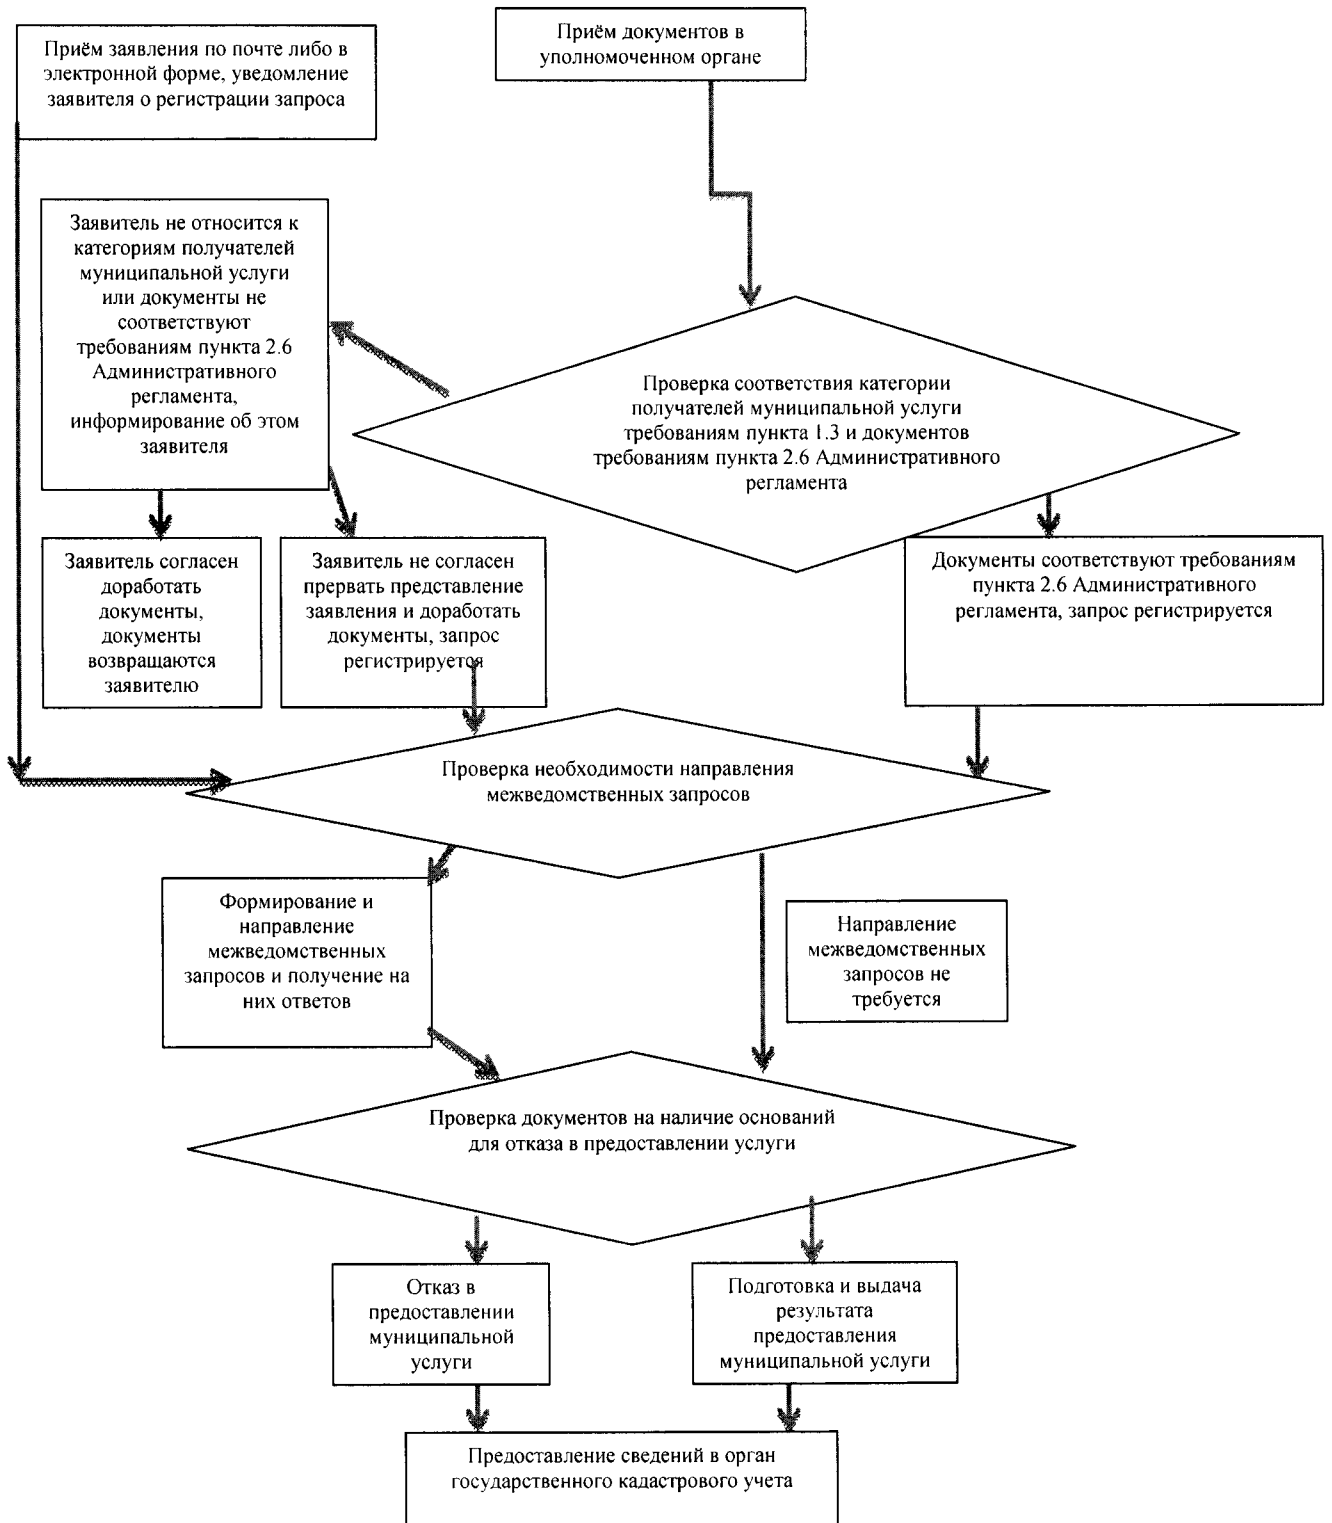 Приём заявления по почте либо в
электронной форме, уведомление
заявителя о регистрации запроса
Приём документов в
уполномоченном органе
Заявитель не относится к
категориям получателей
муниципальной услуги
или документы не
соответствуют
требованиям пункта 2.6
Административного
регламента,
информирование об этом
заявителя
Проверка соответствия категории
получателей муниципальной услуги
требованиям пункта 1.3 и документов
требованиям пункта 2.6 Административного
регламента
Заявитель согласен
доработать
документы,
документы
возвращаются
заявителю
Заявитель не согласен
прервать представление
заявления и доработать
документы, запрос
регистрируется
Документы соответствуют требованиям
пункта 2.6 Административного
регламента, запрос регистрируется
Проверка необходимости направления
межведомственных запросов
Формирование и
направление
межведомственных
запросов и получение на
них ответов
Направление
межведомственных
запросов не
требуется
Проверка документов на наличие оснований
для отказа в предоставлении услуги
Отказ в
предоставлении
муниципальной
услуги
Подготовка и выдача
результата
предоставления
муниципальной услуги
Предоставление сведений в орган
государственного кадастрового учета